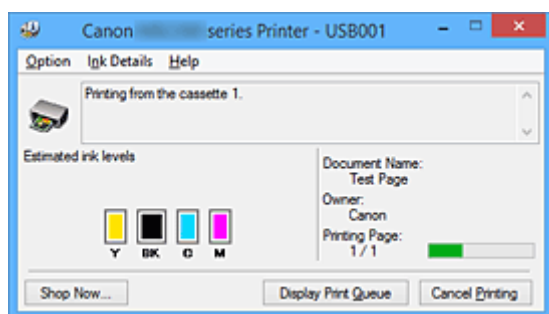 Canon series Printer - USB001
Option Ink Details Help
Printing from the cassette 1.
Estimated ink levels
Y BK C M
Document Name:
Test Page
Owner:
Canon
Printing Page:
1 / 1
Shop Now... Display Print Queue Cancel Printing